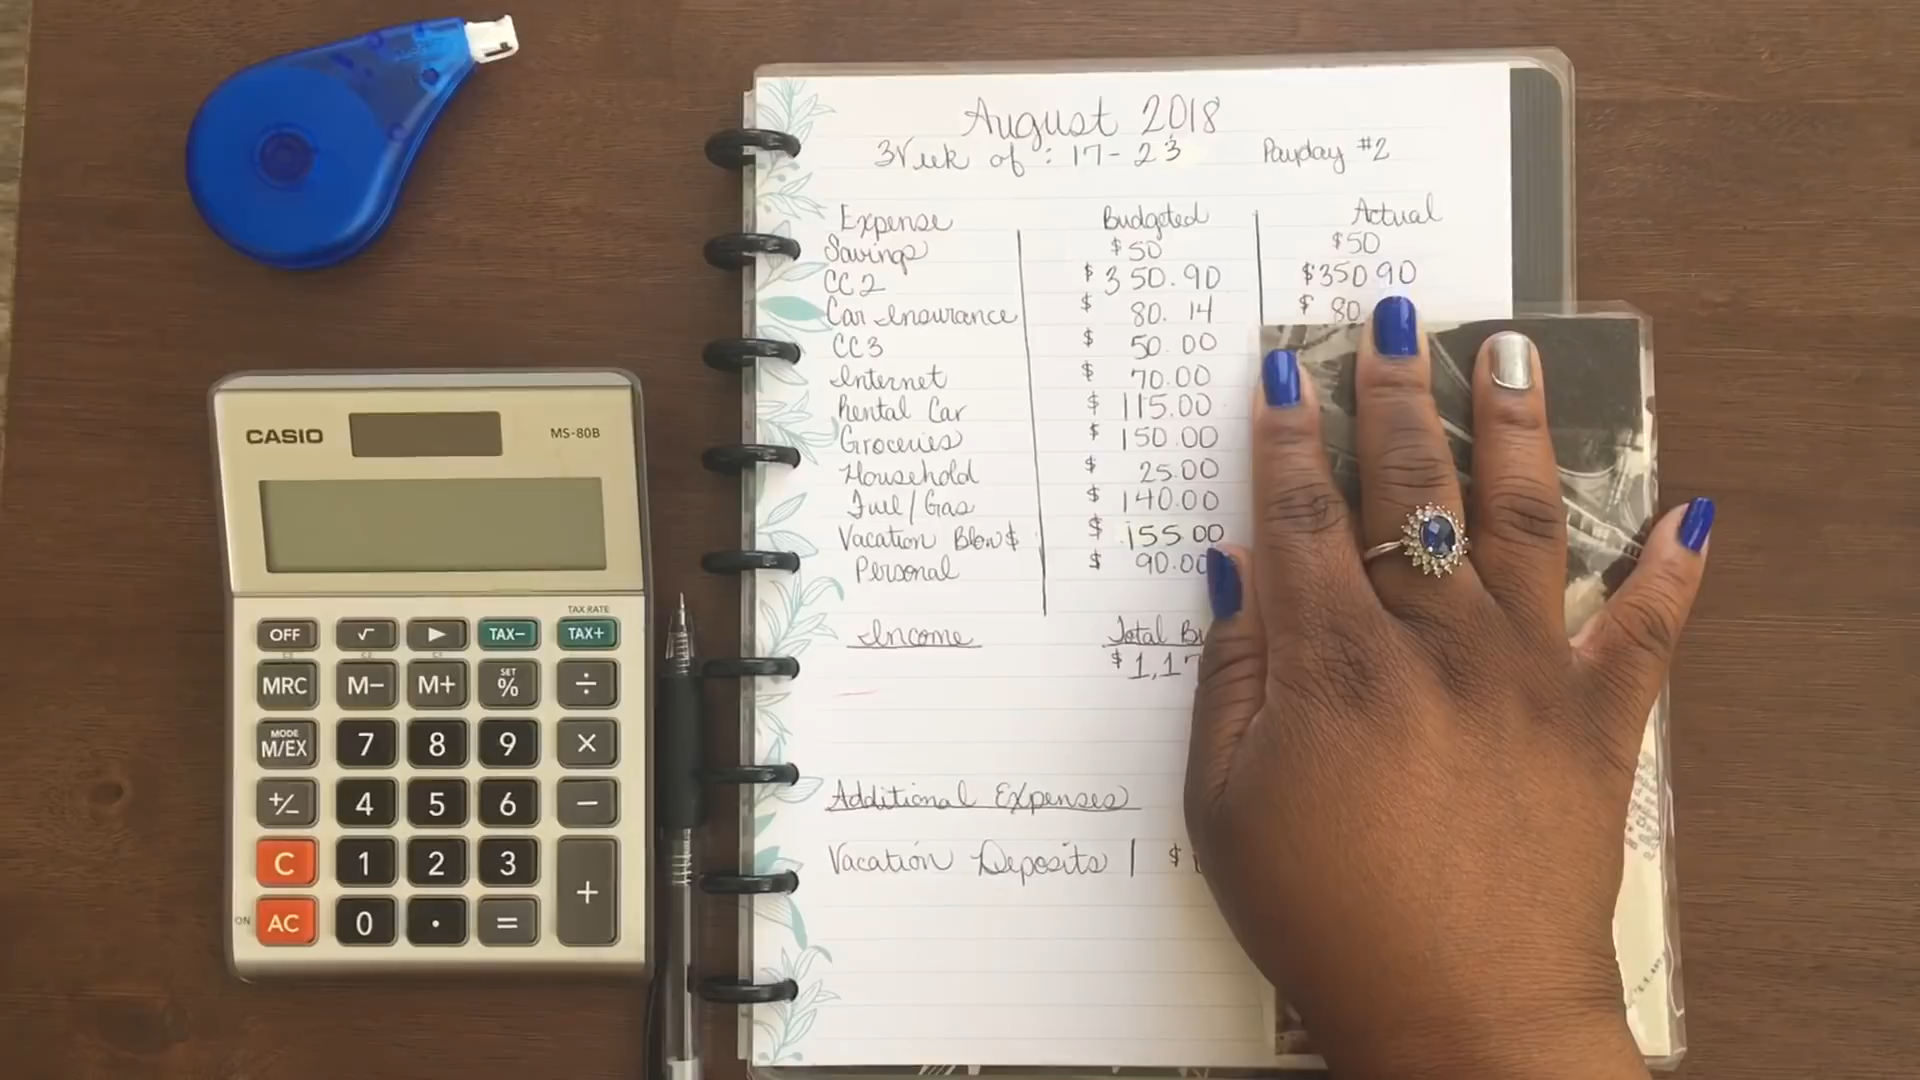 August 2018
Week of: 17-23 Payday #2
Expense Budgeted Actual
Savings $50 $50
CC2 $350.90 $350.90
Car Insurance $80.14 $80
CC3 $50.00
Internet $70.00
Rental Car $115.00
Groceries $150.00
Household $25.00
Fuel/Gas $140.00
Vacation Blow$ $155.00
Personal $90.00
Income Total
$1,17
Additional Expenses
Vacation Deposits | $
CASIO MS-80B
TAX RATE
OFF √ ▶ TAX- TAX+
SET
MRC M- M+ % ÷
MODE
M/EX 7 8 9 ×
+/- 4 5 6 -
C 1 2 3 +
ON AC 0 . =